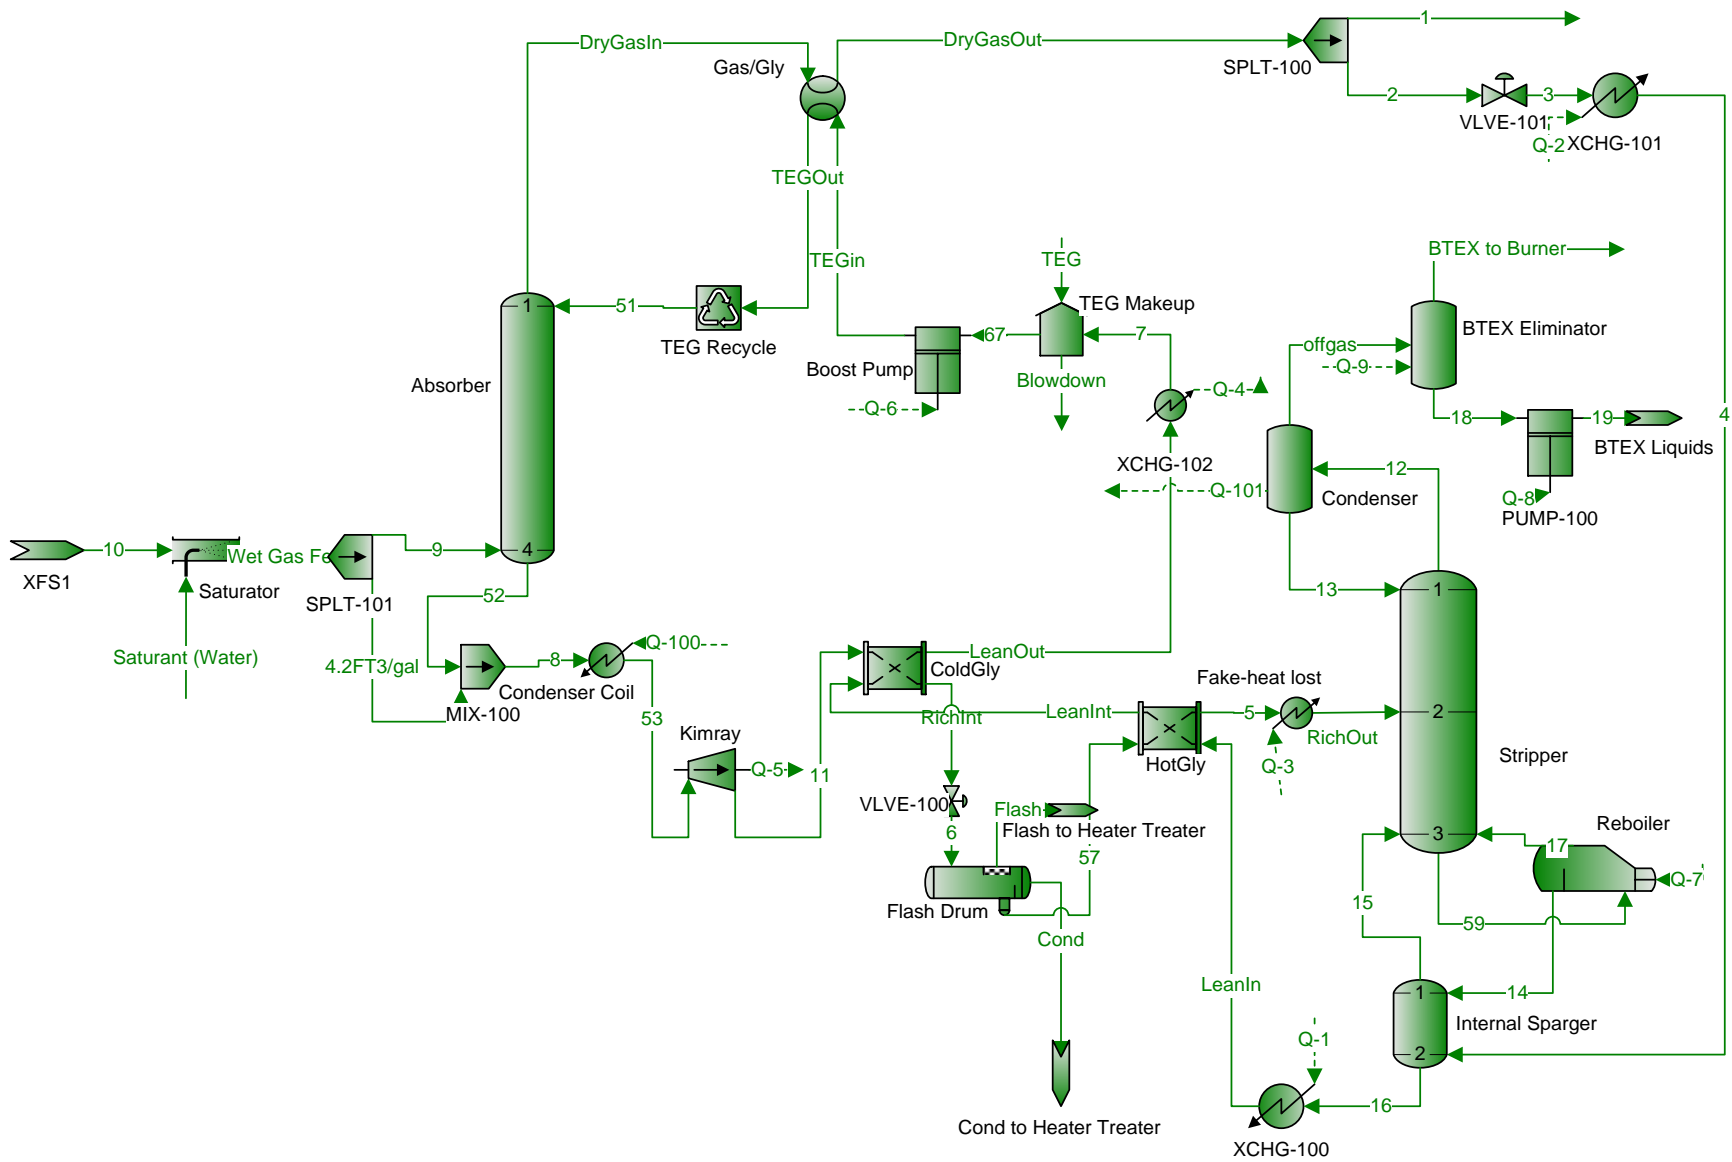 1
DryGasIn
DryGasOut
Gas/Gly
SPLT-100
2
3
VLVE-101
Q-2
XCHG-101
TEGOut
TEGin
TEG
BTEX to Burner
51
TEG Makeup
BTEX Eliminator
1
TEG Recycle
67
7
offgas
Boost Pump
Q-9
Absorber
Blowdown
Q-4
Q-6
18
19
4
BTEX Liquids
XCHG-102
12
Q-101
Condenser
Q-8
PUMP-100
10
Wet Gas Fe
9
4
XFS1
Saturator
SPLT-101
52
13
1
Saturant (Water)
4.2FT3/gal
8
Q-100
Condenser Coil
LeanOut
ColdGly
Fake-heat lost
MIX-100
53
RichInt
LeanInt
5
2
RichOut
Kimray
Q-5
11
HotGly
Q-3
Stripper
VLVE-100
Flash
Flash to Heater Treater
6
57
3
Reboiler
17
Q-7
Flash Drum
15
59
Cond
LeanIn
1
14
Internal Sparger
Q-1
2
16
Cond to Heater Treater
XCHG-100